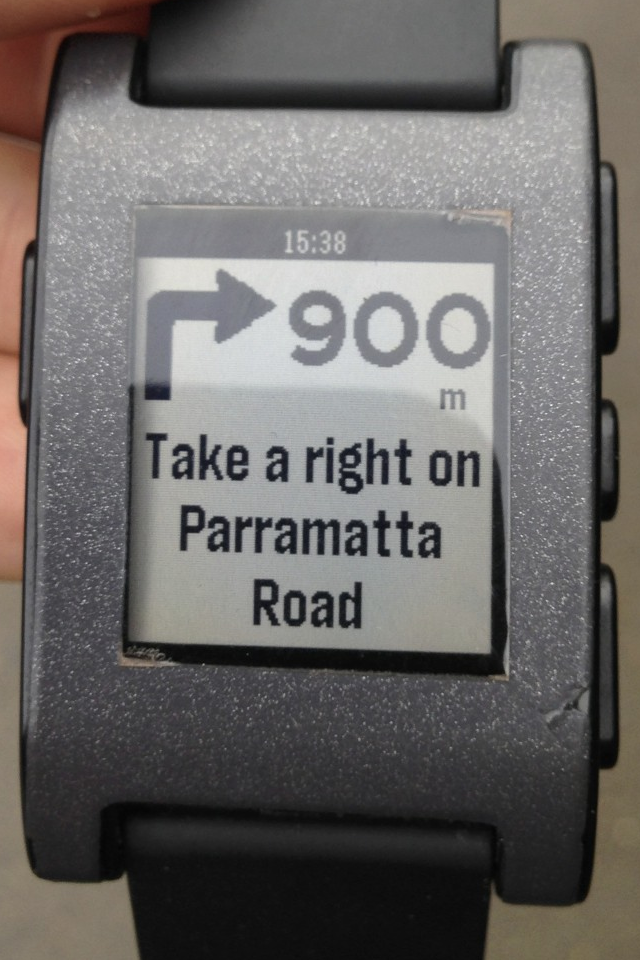 15:38
900
m
Take a right on
Parramatta
Road